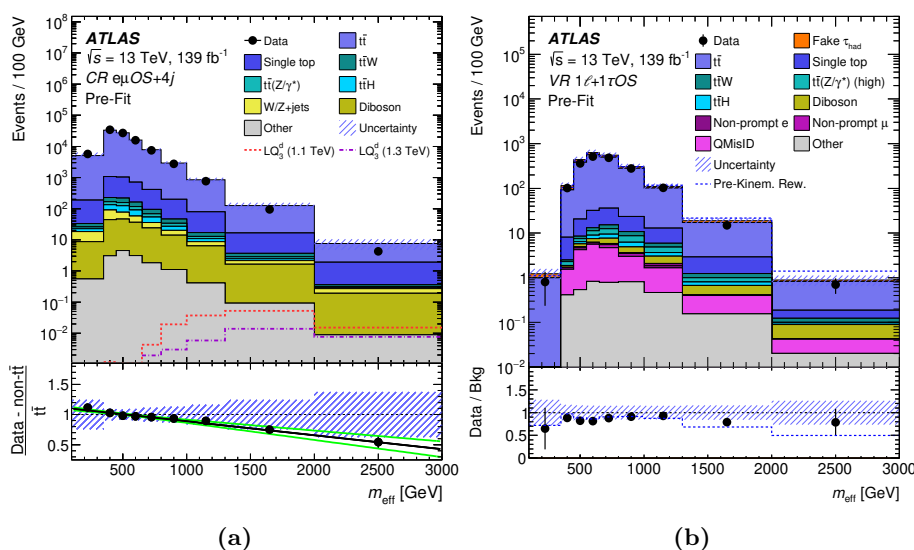 ATLAS
√s = 13 TeV, 139 fb⁻¹
CR eμOS+4j
Pre-Fit
Data
tt̄
Single top
tt̄W
tt̄(Z/γ*)
tt̄H
W/Z+jets
Diboson
Other
Uncertainty
LQ₃ᵈ (1.1 TeV)
LQ₃ᵈ (1.3 TeV)
Events / 100 GeV
10⁸
10⁷
10⁶
10⁵
10⁴
10³
10²
10
1
10⁻¹
10⁻²
Data - non-tt̄
tt̄
1.5
1
0.5
500 1000 1500 2000 2500 3000
m_eff [GeV]
(a)
ATLAS
√s = 13 TeV, 139 fb⁻¹
VR 1ℓ+1τOS
Pre-Fit
Data
Fake τ_had
tt̄
Single top
tt̄W
tt̄(Z/γ*) (high)
tt̄H
Diboson
Non-prompt e
Non-prompt μ
QMisID
Other
Uncertainty
Pre-Kinem. Rew.
Events / 100 GeV
10⁵
10⁴
10³
10²
10
1
10⁻¹
10⁻²
Data / Bkg
2
1.5
1
0.5
0
500 1000 1500 2000 2500 3000
m_eff [GeV]
(b)